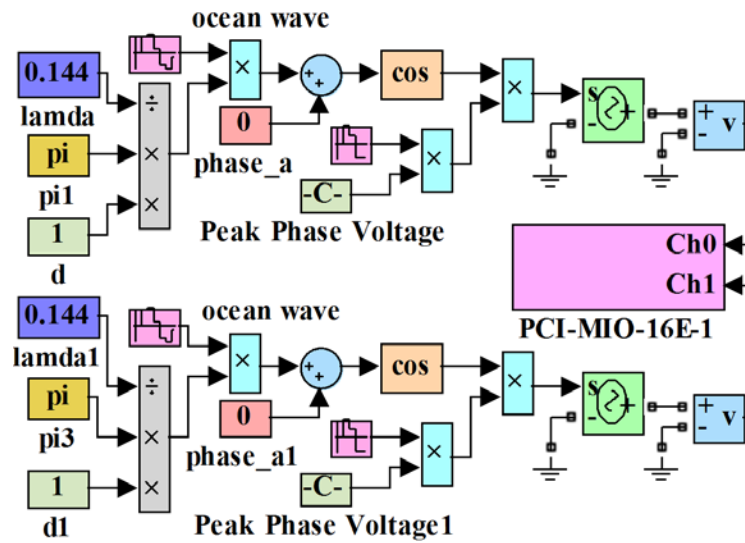 ocean wave
0.144
÷
×
cos
×
s
+
-
+
-
v
lamda
+
+
0
pi
×
phase_a
×
pi1
-C-
1
×
Peak Phase Voltage
d
Ch0
Ch1
PCI-MIO-16E-1
ocean wave
0.144
lamda1
÷
×
+
+
cos
×
s
+
-
+
-
v
pi
×
0
pi3
phase_a1
×
1
×
-C-
d1
Peak Phase Voltage1